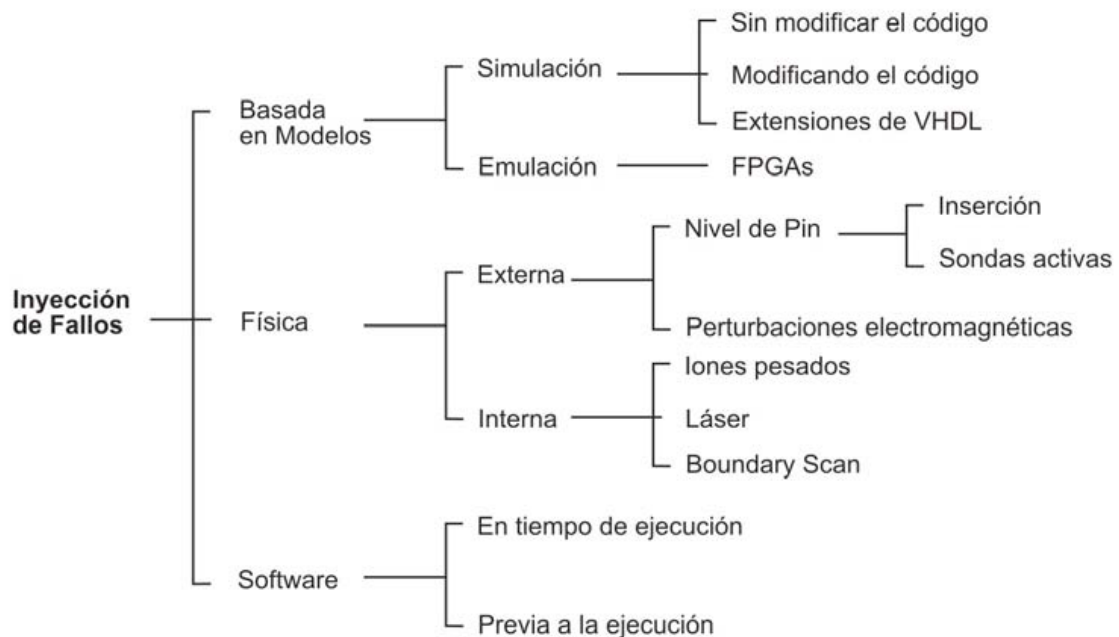 Inyección
de Fallos
Basada
en Modelos
Simulación
Sin modificar el código
Modificando el código
Extensiones de VHDL
Emulación
FPGAs
Física
Externa
Nivel de Pin
Inserción
Sondas activas
Perturbaciones electromagnéticas
Interna
Iones pesados
Láser
Boundary Scan
Software
En tiempo de ejecución
Previa a la ejecución